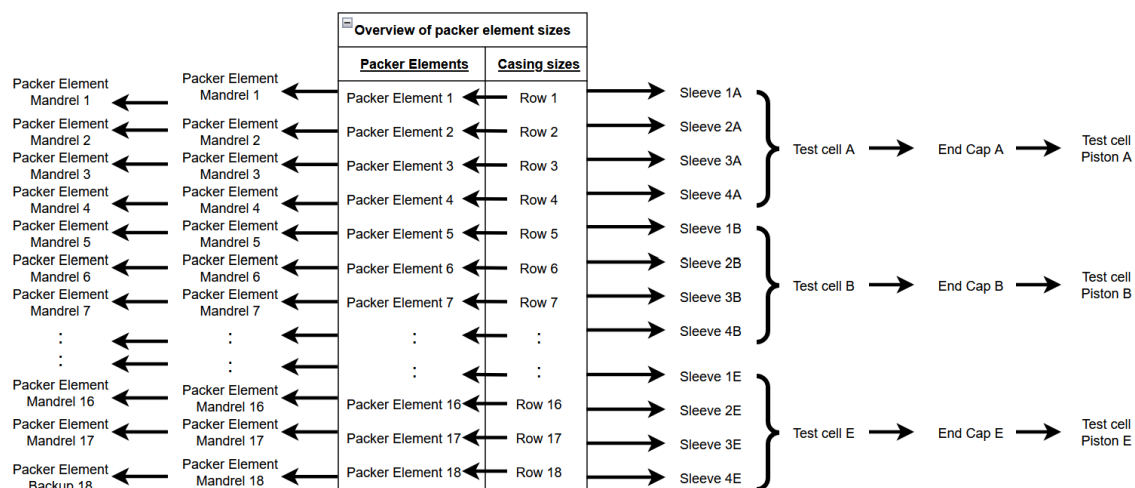 Overview of packer element sizes
Packer Elements Casing sizes
Packer Element
Mandrel 1
Packer Element
Mandrel 1
Packer Element 1
Row 1
Sleeve 1A
Packer Element
Mandrel 2
Packer Element
Mandrel 2
Packer Element 2
Row 2
Sleeve 2A
Packer Element
Mandrel 3
Packer Element
Mandrel 3
Packer Element 3
Row 3
Sleeve 3A
Packer Element
Mandrel 4
Packer Element
Mandrel 4
Packer Element 4
Row 4
Sleeve 4A
Test cell A
End Cap A
Test cell
Piston A
Packer Element
Mandrel 5
Packer Element
Mandrel 5
Packer Element 5
Row 5
Sleeve 1B
Packer Element
Mandrel 6
Packer Element
Mandrel 6
Packer Element 6
Row 6
Sleeve 2B
Packer Element
Mandrel 7
Packer Element
Mandrel 7
Packer Element 7
Row 7
Sleeve 3B
: : : :
Sleeve 4B
Test cell B
End Cap B
Test cell
Piston B
: : : :
Sleeve 1E
Packer Element
Mandrel 16
Packer Element
Mandrel 16
Packer Element 16
Row 16
Sleeve 2E
Packer Element
Mandrel 17
Packer Element
Mandrel 17
Packer Element 17
Row 17
Sleeve 3E
Packer Element
Backup 18
Packer Element
Mandrel 18
Packer Element 18
Row 18
Sleeve 4E
Test cell E
End Cap E
Test cell
Piston E